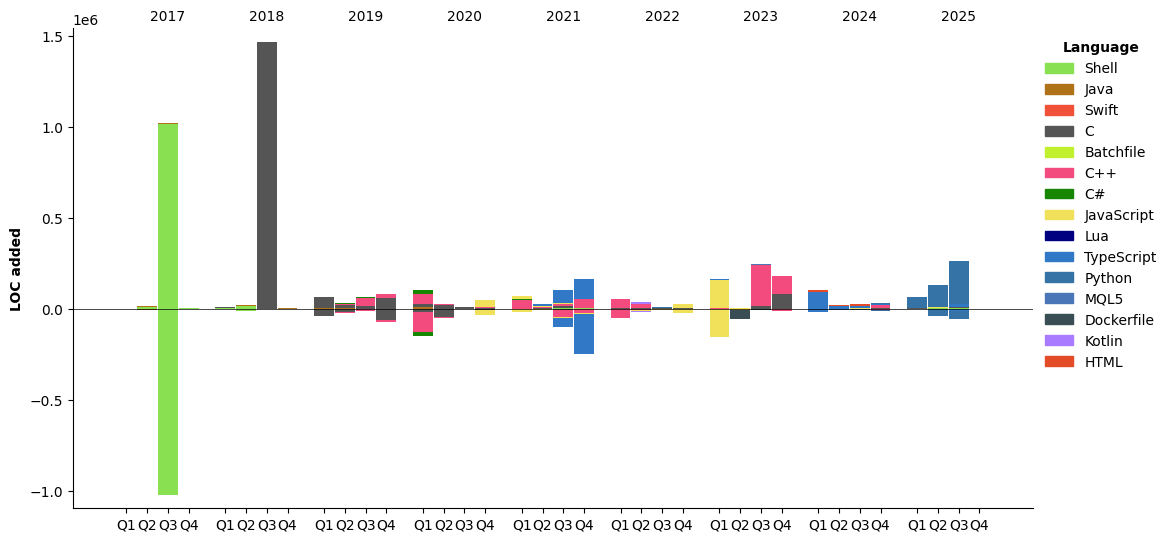 1e6
2017 2018 2019 2020 2021 2022 2023 2024 2025
1.5
1.0
0.5
0.0
−0.5
−1.0
LOC added
Q1 Q2 Q3 Q4 Q1 Q2 Q3 Q4 Q1 Q2 Q3 Q4 Q1 Q2 Q3 Q4 Q1 Q2 Q3 Q4 Q1 Q2 Q3 Q4 Q1 Q2 Q3 Q4 Q1 Q2 Q3 Q4 Q1 Q2 Q3 Q4
Language
Shell
Java
Swift
C
Batchfile
C++
C#
JavaScript
Lua
TypeScript
Python
MQL5
Dockerfile
Kotlin
HTML